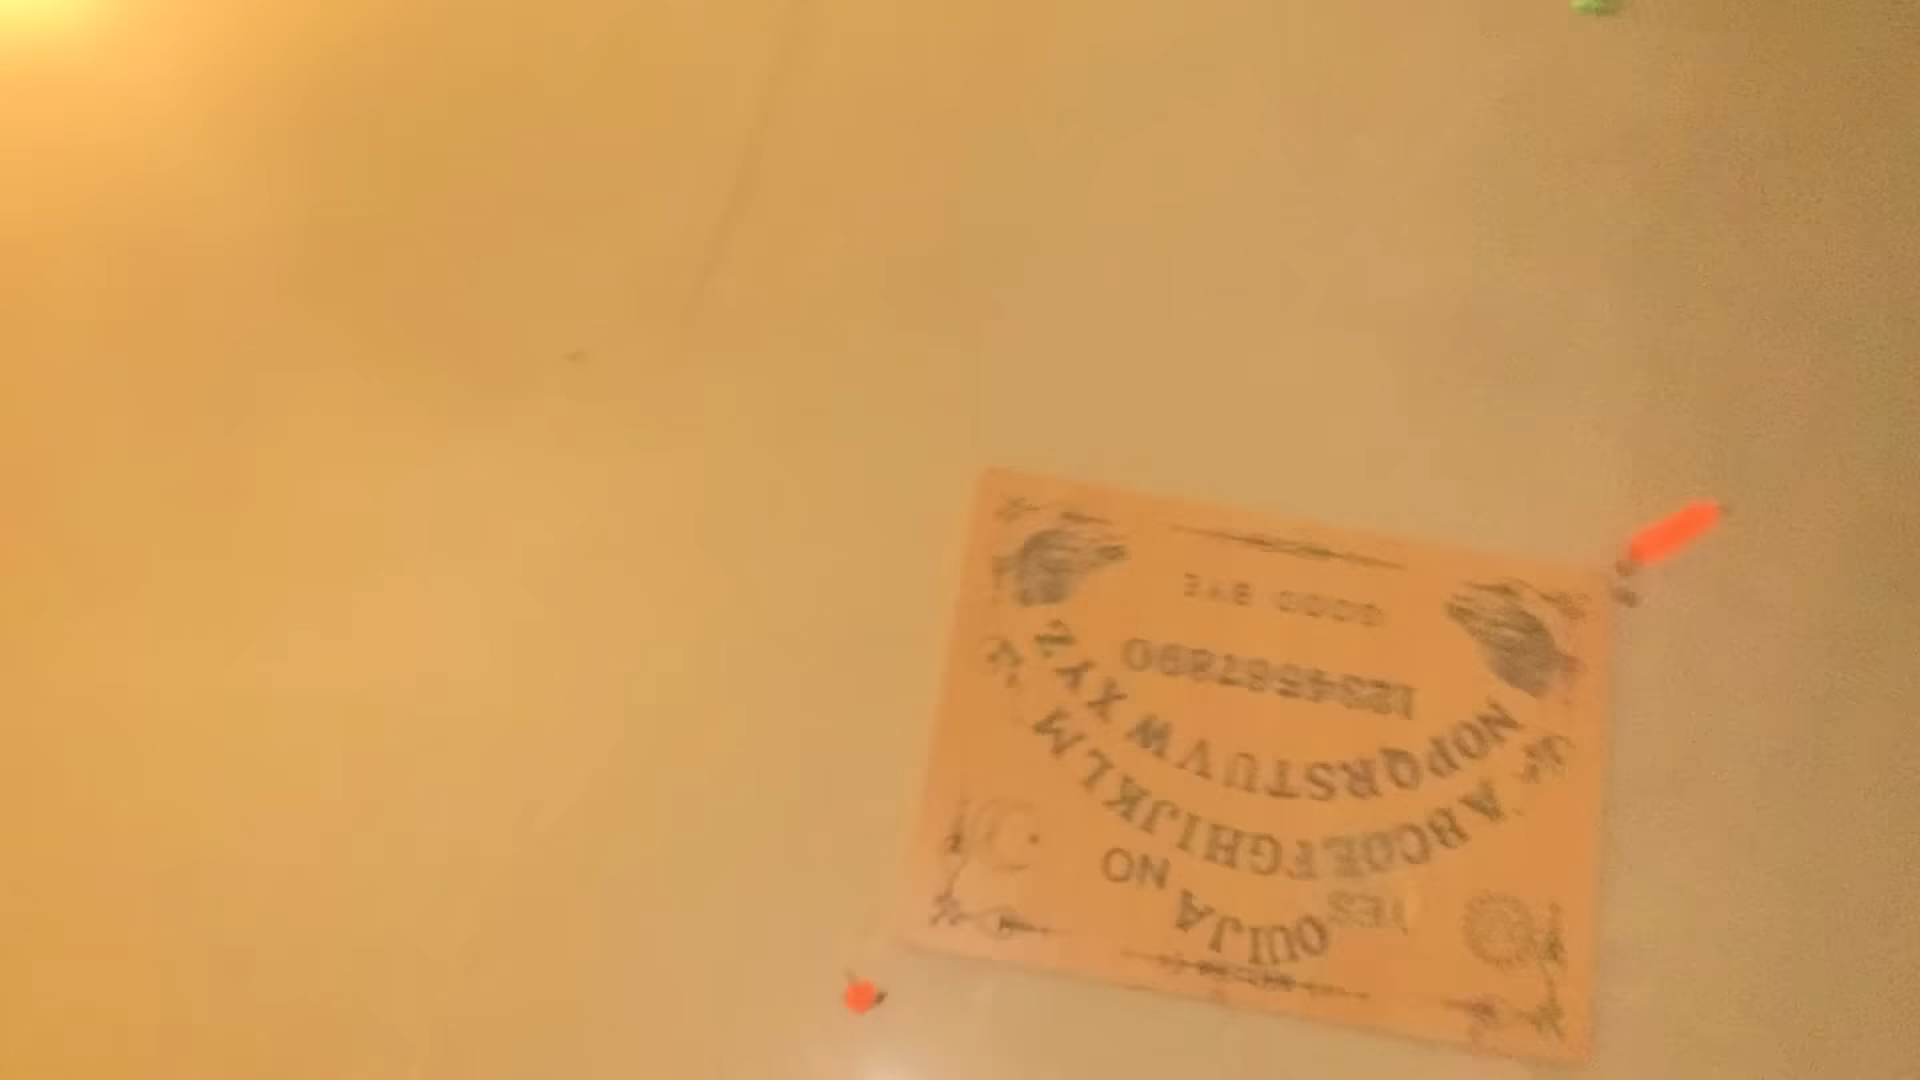 OUIJA
YES NO
ABCDEFGHIJKLM
NOPQRSTUVWXYZ
1234567890
GOOD BYE